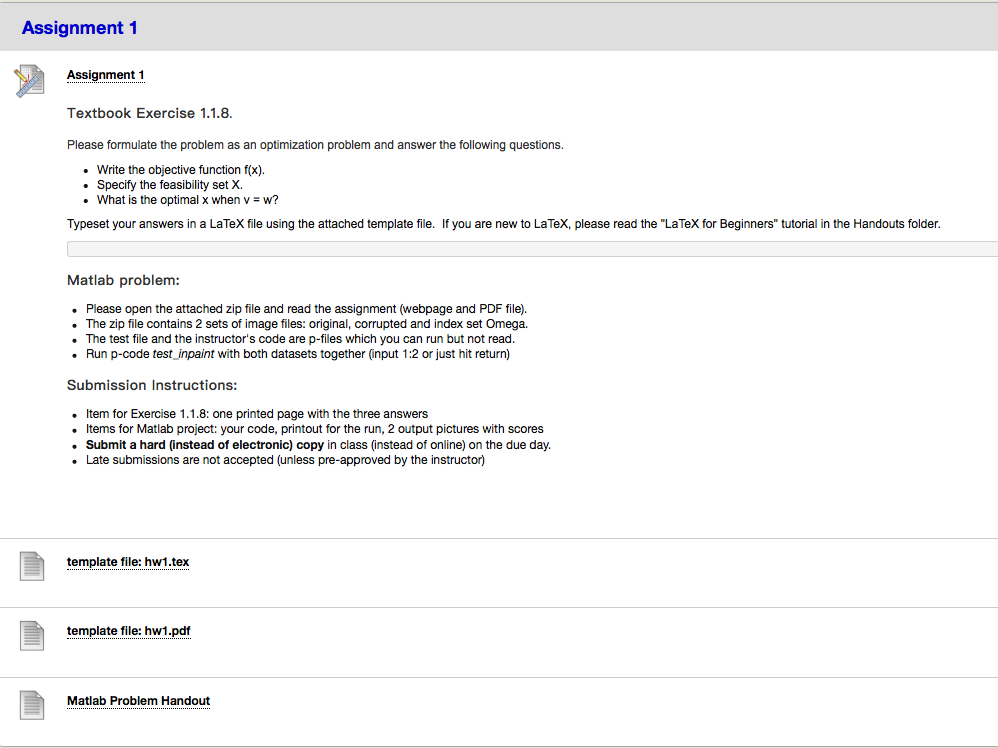 Assignment 1
Assignment 1
Textbook Exercise 1.1.8.
Please formulate the problem as an optimization problem and answer the following questions.
• Write the objective function f(x).
• Specify the feasibility set X.
• What is the optimal x when v = w?
Typeset your answers in a LaTeX file using the attached template file.  If you are new to LaTeX, please read the "LaTeX for Beginners" tutorial in the Handouts folder.
Matlab problem:
• Please open the attached zip file and read the assignment (webpage and PDF file).
• The zip file contains 2 sets of image files: original, corrupted and index set Omega.
• The test file and the instructor's code are p-files which you can run but not read.
• Run p-code test_inpaint with both datasets together (input 1:2 or just hit return)
Submission Instructions:
• Item for Exercise 1.1.8: one printed page with the three answers
• Items for Matlab project: your code, printout for the run, 2 output pictures with scores
• Submit a hard (instead of electronic) copy in class (instead of online) on the due day.
• Late submissions are not accepted (unless pre-approved by the instructor)
template file: hw1.tex
template file: hw1.pdf
Matlab Problem Handout